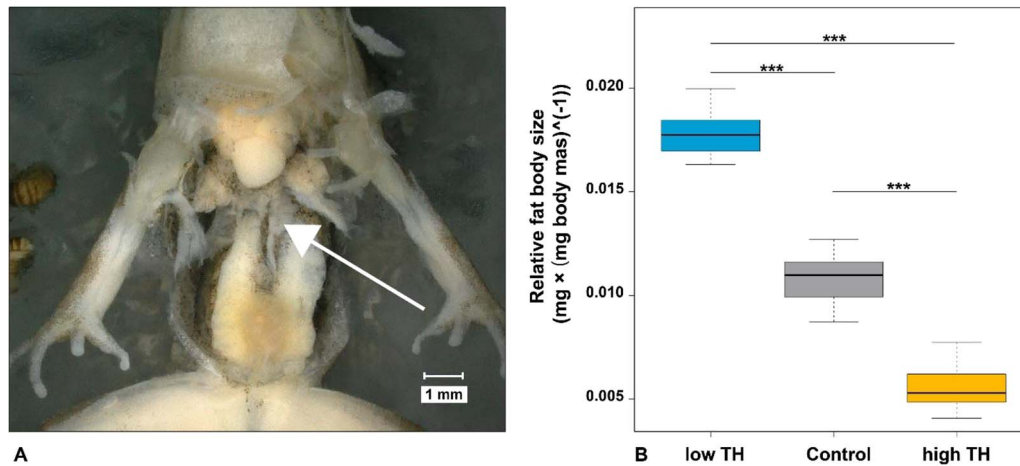 1 mm
A
Relative fat body size
(mg × (mg body mas)^(-1))
0.020
0.015
0.010
0.005
***
***
***
B
low TH
Control
high TH